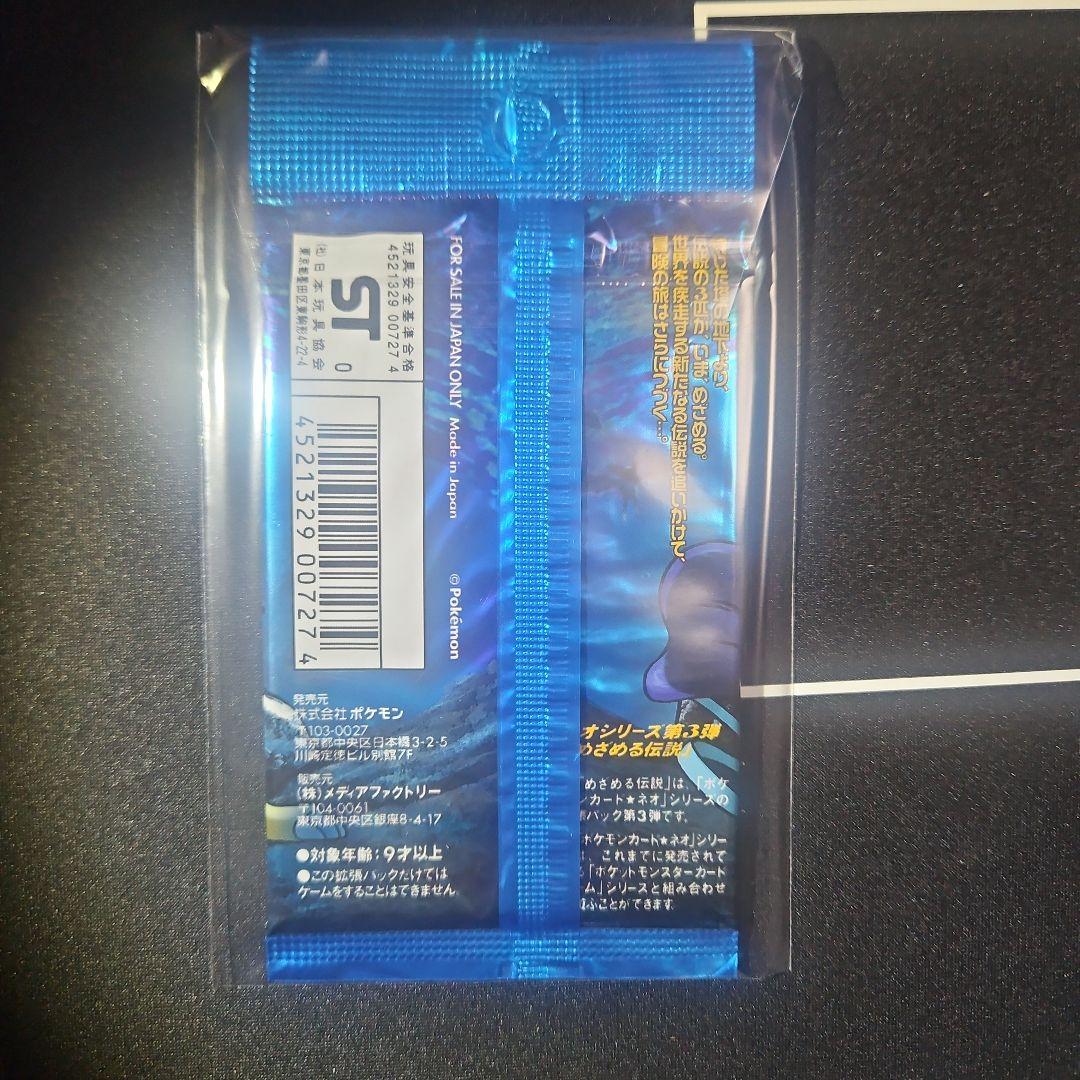 玩具安全基準合格
4521329 00727 4
ST
0
(社)日本玩具協会
東京都墨田区東駒形4-22-4
4521329007274
FOR SALE IN JAPAN ONLY Made in Japan
©Pokémon
伝説の3匹が、いま、めざめる。
世界を疾走する新たなる伝説を追いかけて、
冒険の旅はさらにつづく…。
発売元
株式会社 ポケモン
〒103-0027
東京都中央区日本橋3-2-5
川崎定徳ビル別館7F
販売元
(株)メディアファクトリー
〒104-0061
東京都中央区銀座8-4-17
●対象年齢:9才以上
●この拡張パックだけでは
ゲームをすることはできません
オシリーズ第3弾
めざめる伝説」
「めざめる伝説」は、「ポケ
ンカード★ネオ」シリーズの
パック第3弾です。
ポケモンカード★ネオ」シリー
、これまでに発売されて
「ポケットモンスターカード
ム」シリーズと組み合わせ
ぶことができます。